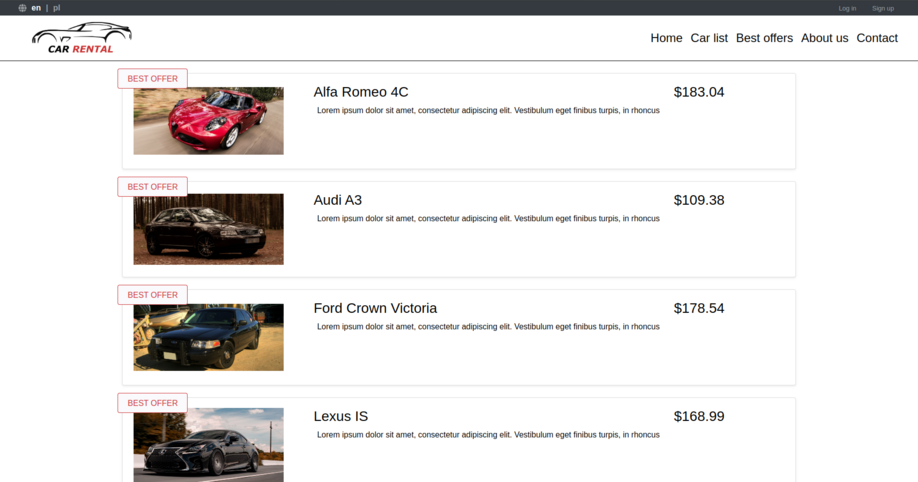 en | pl
Log in
Sign up
CAR RENTAL
Home
Car list
Best offers
About us
Contact
BEST OFFER
Alfa Romeo 4C
$183.04
Lorem ipsum dolor sit amet, consectetur adipiscing elit. Vestibulum eget finibus turpis, in rhoncus
BEST OFFER
Audi A3
$109.38
Lorem ipsum dolor sit amet, consectetur adipiscing elit. Vestibulum eget finibus turpis, in rhoncus
BEST OFFER
Ford Crown Victoria
$178.54
Lorem ipsum dolor sit amet, consectetur adipiscing elit. Vestibulum eget finibus turpis, in rhoncus
BEST OFFER
Lexus IS
$168.99
Lorem ipsum dolor sit amet, consectetur adipiscing elit. Vestibulum eget finibus turpis, in rhoncus